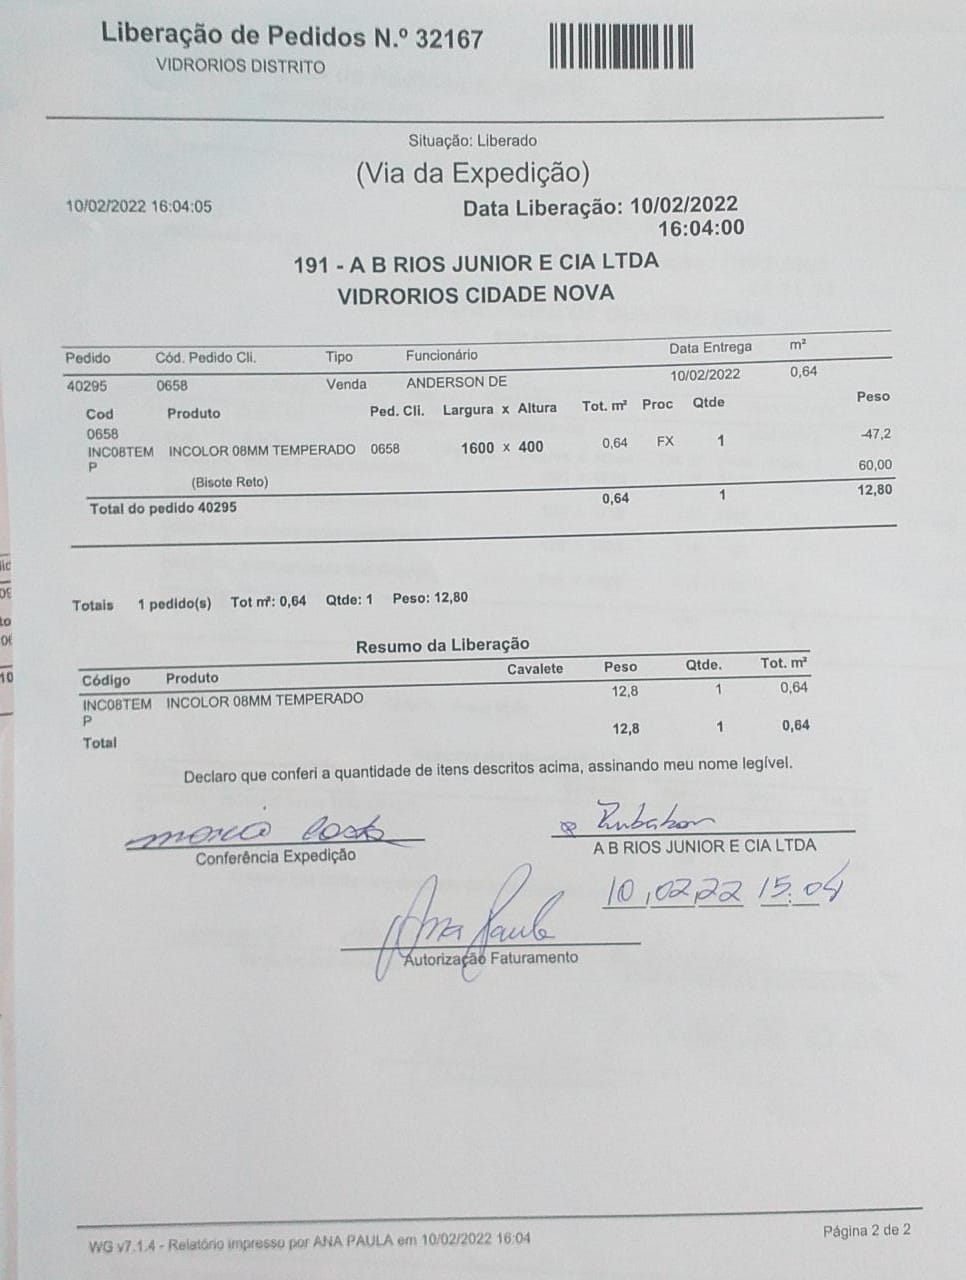 Liberação de Pedidos N.º 32167
VIDRORIOS DISTRITO
Situação: Liberado
(Via da Expedição)
10/02/2022 16:04:05
Data Liberação: 10/02/2022
16:04:00
191 - A B RIOS JUNIOR E CIA LTDA
VIDRORIOS CIDADE NOVA
Pedido Cód. Pedido Cli. Tipo Funcionário Data Entrega m²
40295 0658 Venda ANDERSON DE 10/02/2022 0,64
Cod Produto Ped. Cli. Largura x Altura Tot. m² Proc Qtde Peso
0658
INC08TEM INCOLOR 08MM TEMPERADO 0658 1600 x 400 0,64 FX 1 -47,2
P
(Bisote Reto) 60,00
Total do pedido 40295 0,64 1 12,80
Totais 1 pedido(s) Tot m²: 0,64 Qtde: 1 Peso: 12,80
Resumo da Liberação
Código Produto Cavalete Peso Qtde. Tot. m²
INC08TEM INCOLOR 08MM TEMPERADO 12,8 1 0,64
P
Total 12,8 1 0,64
Declaro que conferi a quantidade de itens descritos acima, assinando meu nome legível.
Costa
Conferência Expedição
A B RIOS JUNIOR E CIA LTDA
10,02,22 15:04
Ana Paula
Autorização Faturamento
WG v7.1.4 - Relatório impresso por ANA PAULA em 10/02/2022 16:04
Página 2 de 2